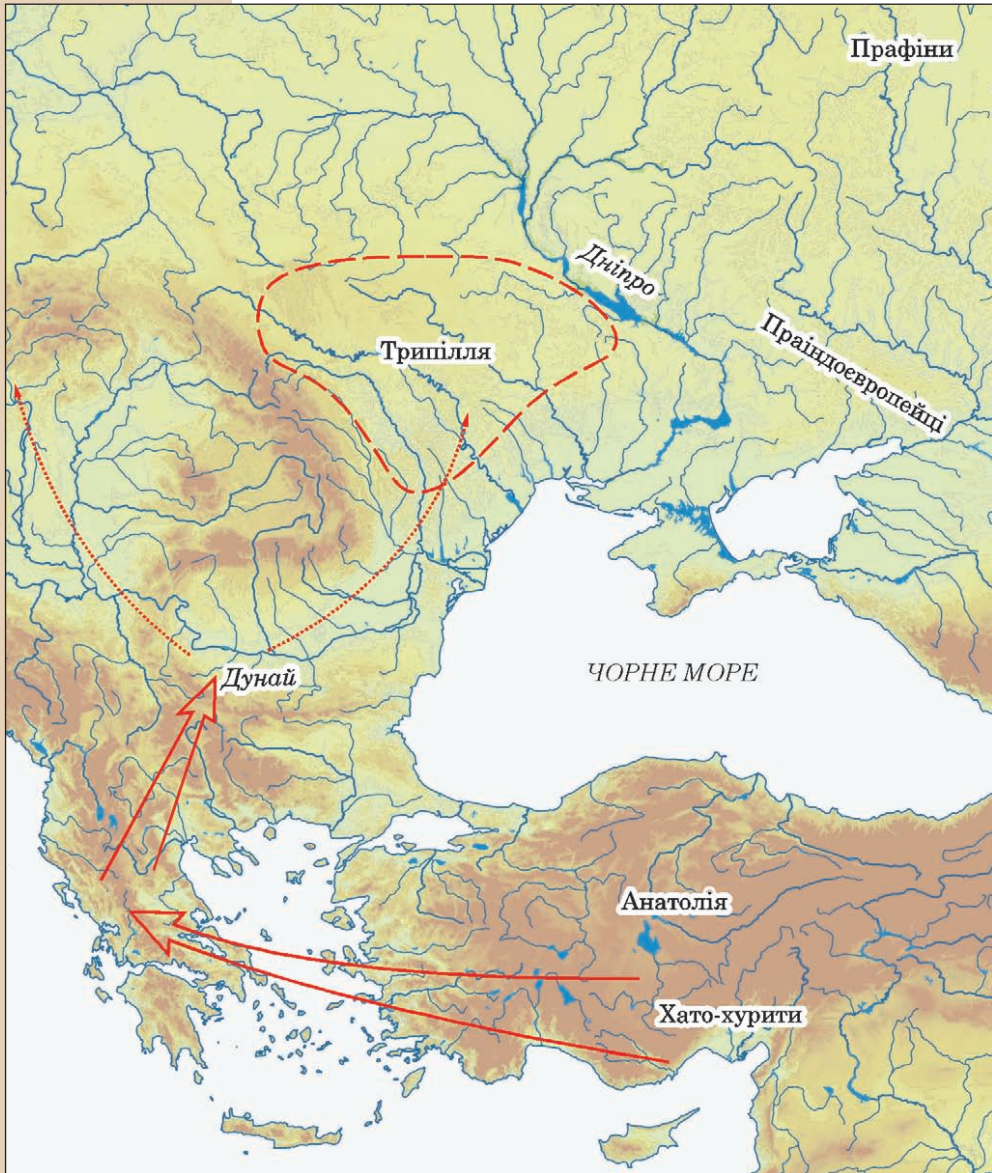 Прафіни
Дніпро
Праіндоєвропейці
Трипілля
Дунай
ЧОРНЕ МОРЕ
Анатолія
Хато-хурити